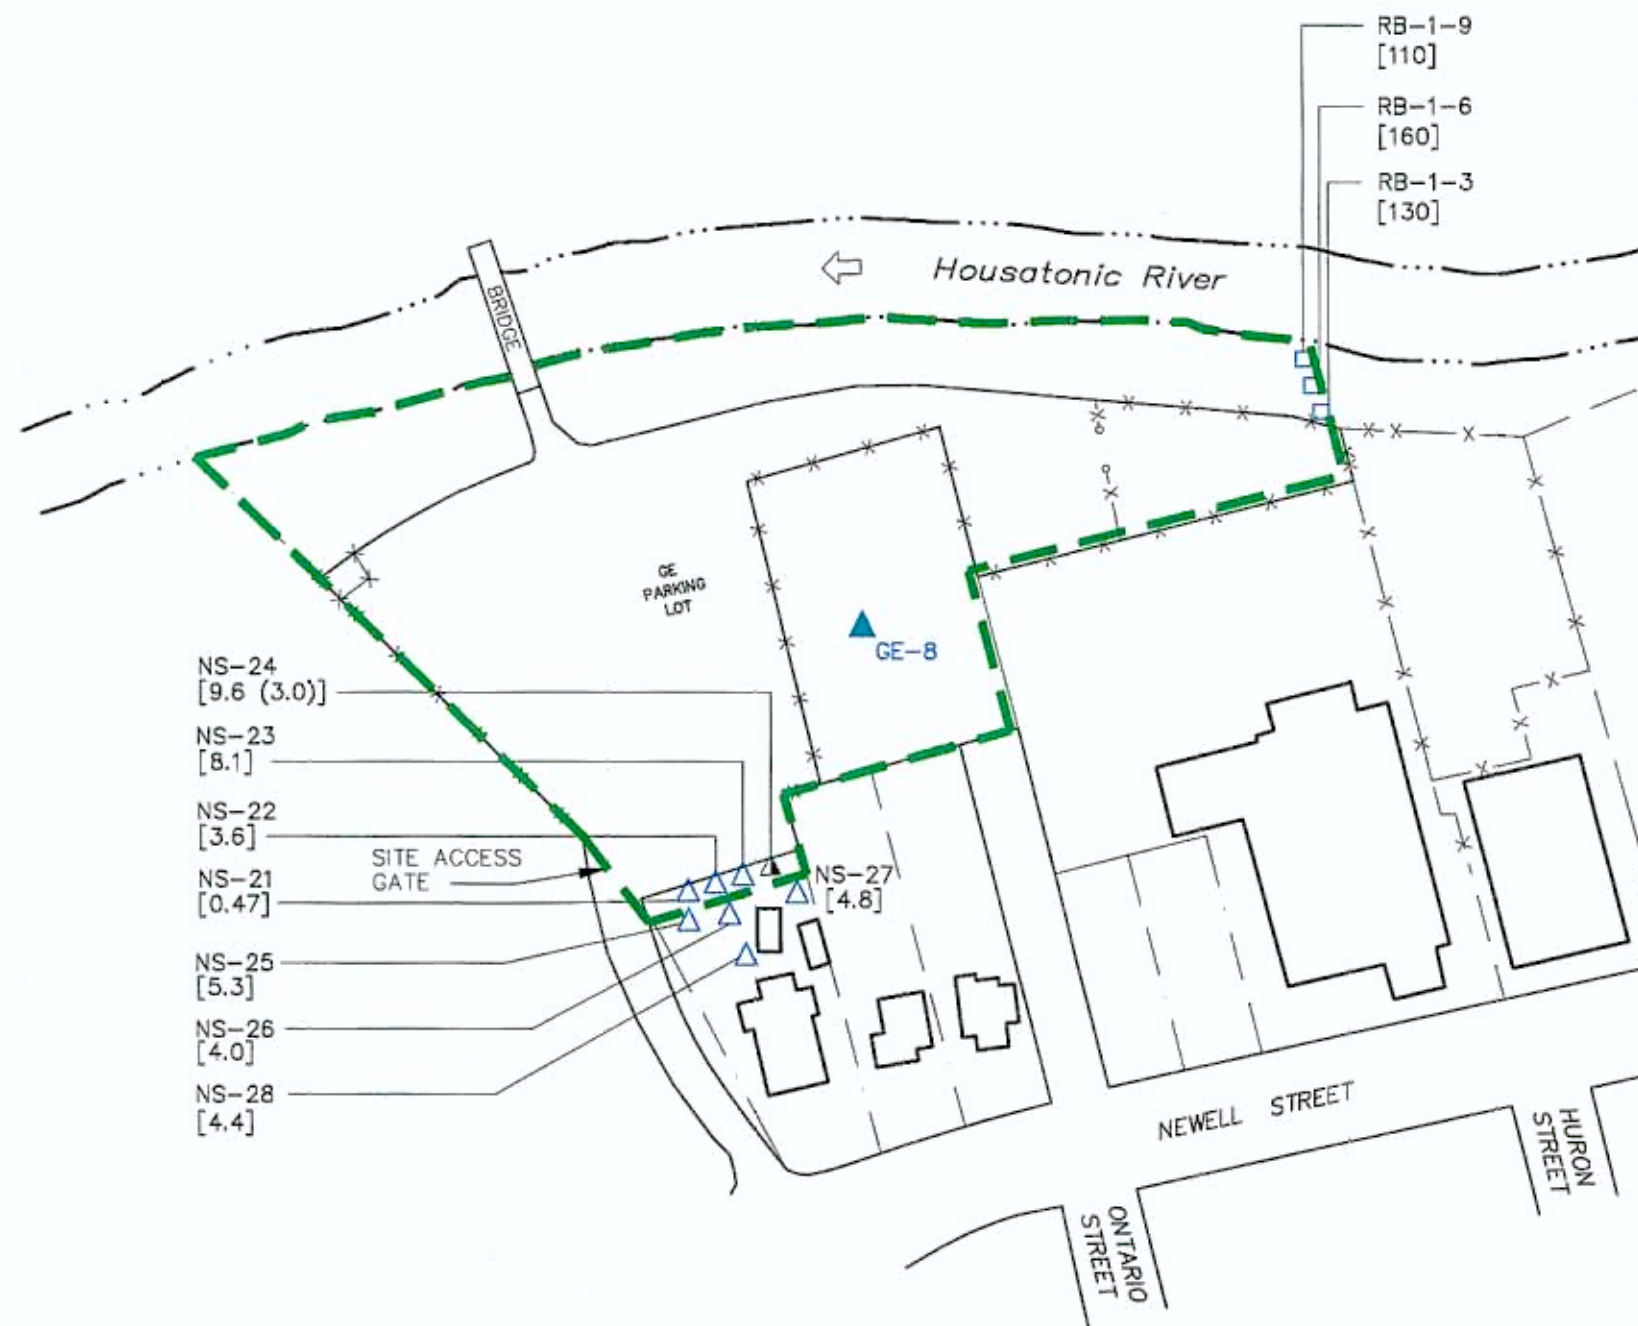 RB-1-9
[110]
RB-1-6
[160]
RB-1-3
[130]
Housatonic River
BRIDGE
GE
PARKING
LOT
GE-8
NS-24
[9.6 (3.0)]
NS-23
[8.1]
NS-22
[3.6]
SITE ACCESS
GATE
NS-21
[0.47]
NS-27
[4.8]
NS-25
[5.3]
NS-26
[4.0]
NS-28
[4.4]
NEWELL STREET
HURON
STREET
ONTARIO
STREET